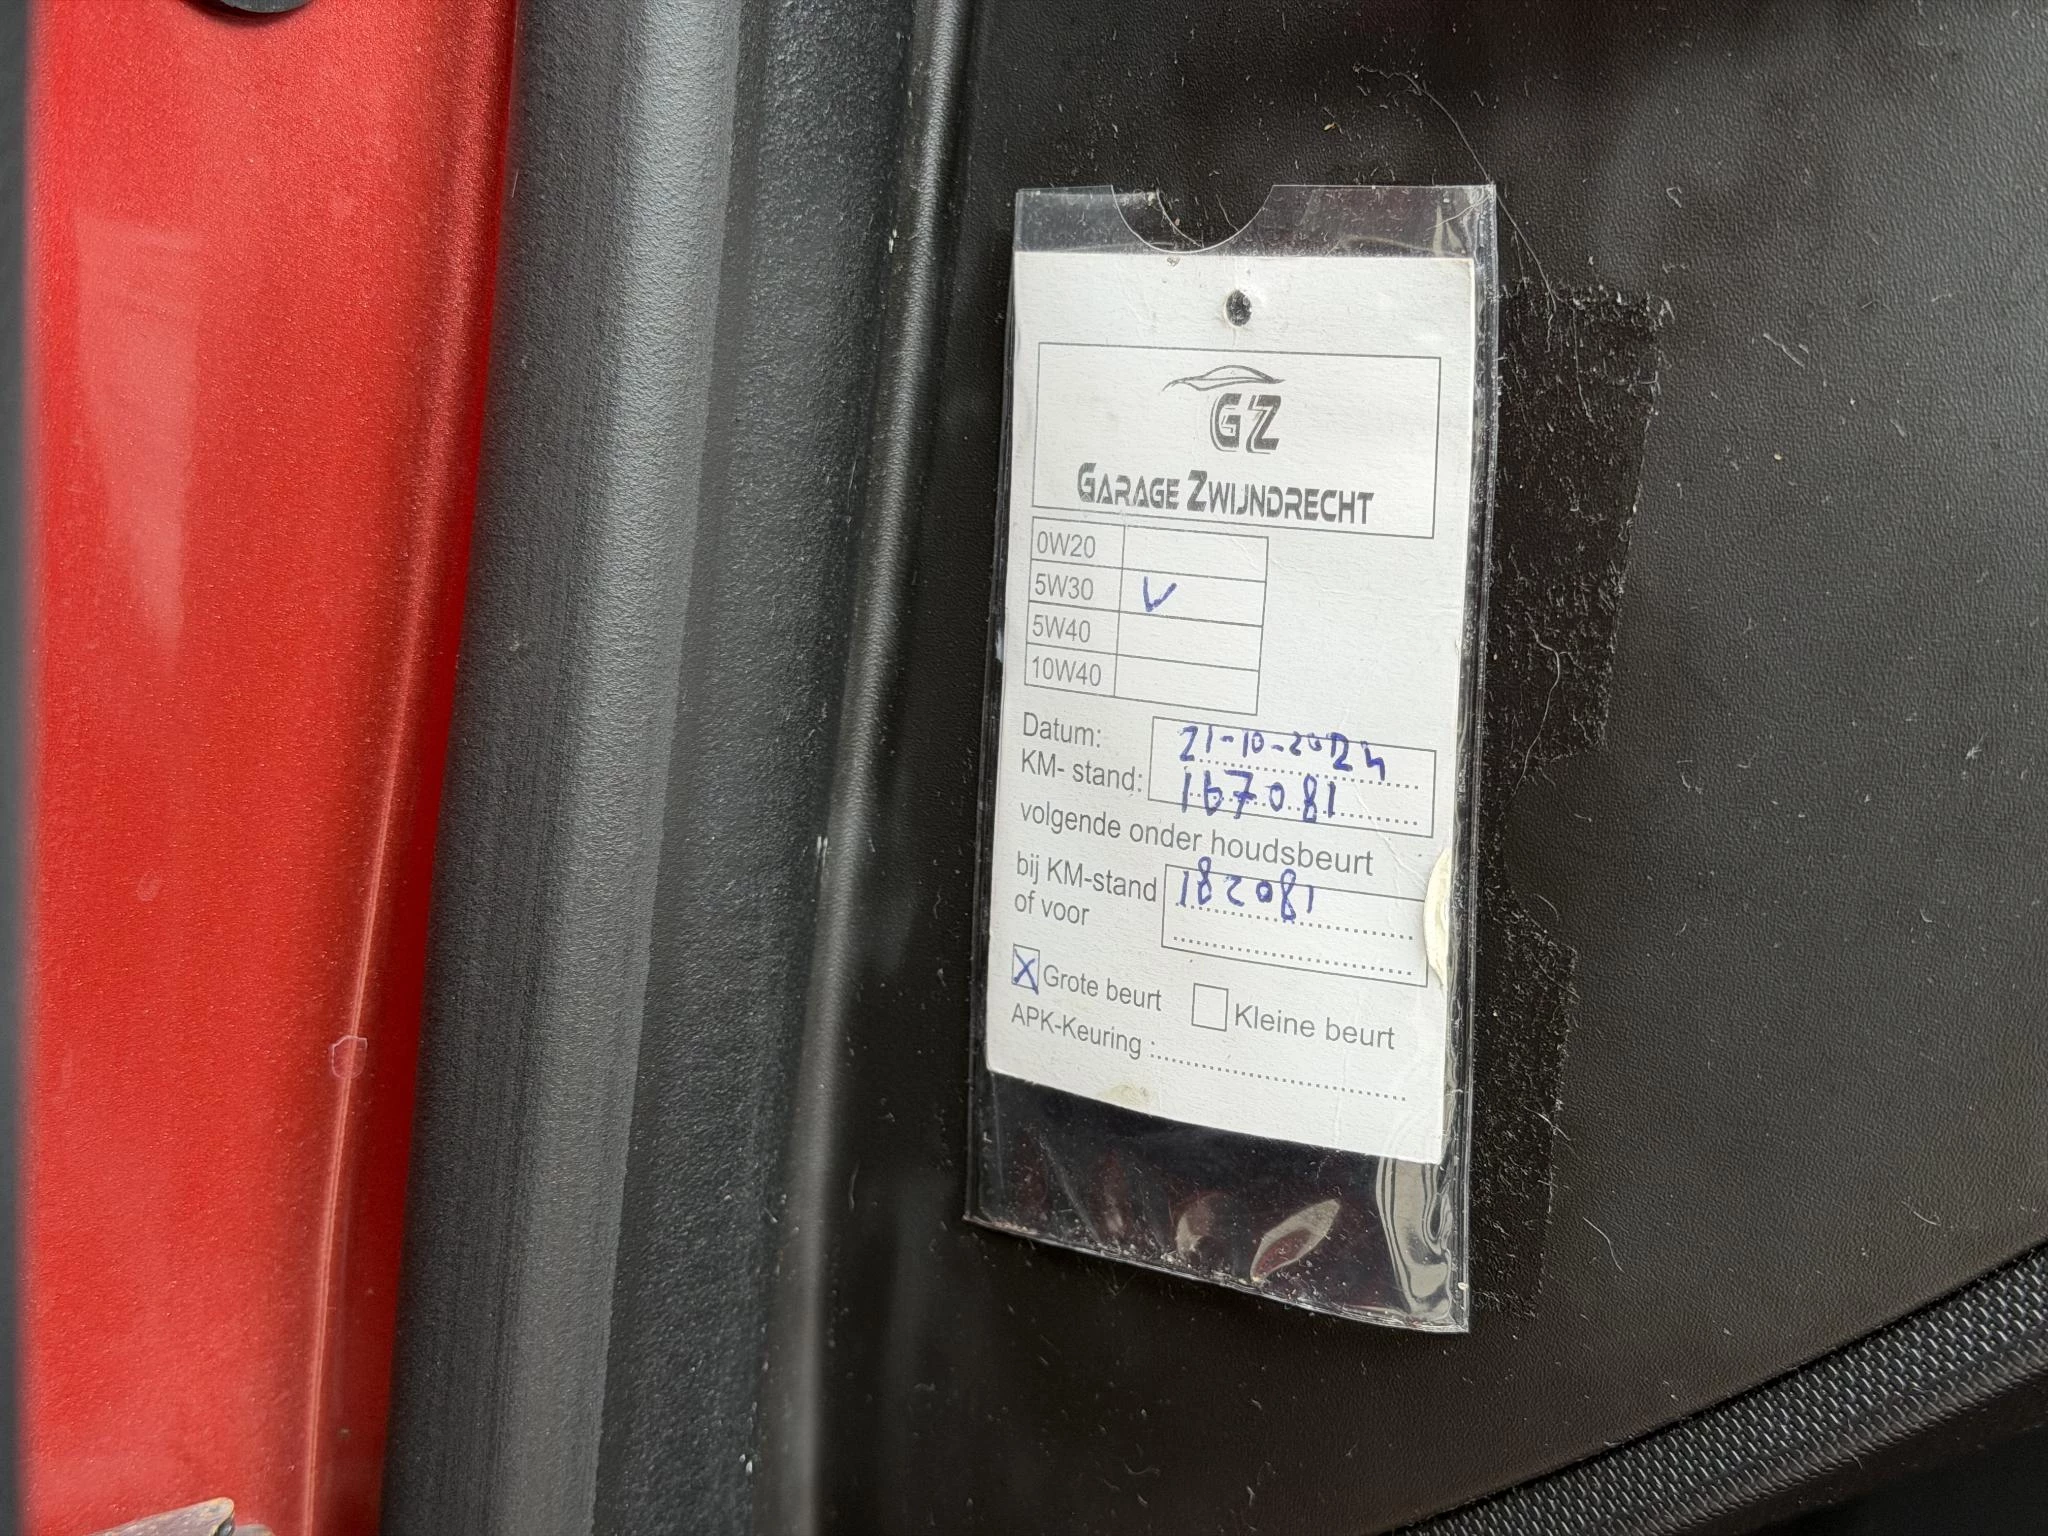 GZ
GARAGE ZWIJNDRECHT
0W20
5W30 V
5W40
10W40
Datum: 21-10-2024
KM- stand: 167081
volgende onder houdsbeurt
bij KM-stand 182081
of voor
X Grote beurt Kleine beurt
APK-Keuring :